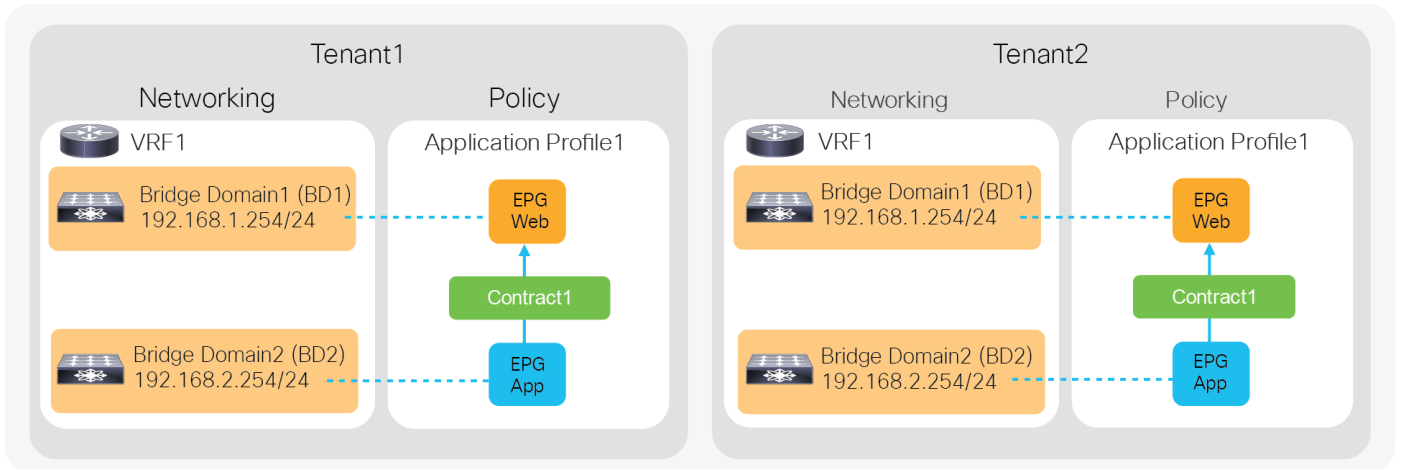 Tenant1
Networking
Policy
VRF1
Application Profile1
Bridge Domain1 (BD1)
192.168.1.254/24
EPG
Web
Contract1
Bridge Domain2 (BD2)
192.168.2.254/24
EPG
App
Tenant2
Networking
Policy
VRF1
Application Profile1
Bridge Domain1 (BD1)
192.168.1.254/24
EPG
Web
Contract1
Bridge Domain2 (BD2)
192.168.2.254/24
EPG
App